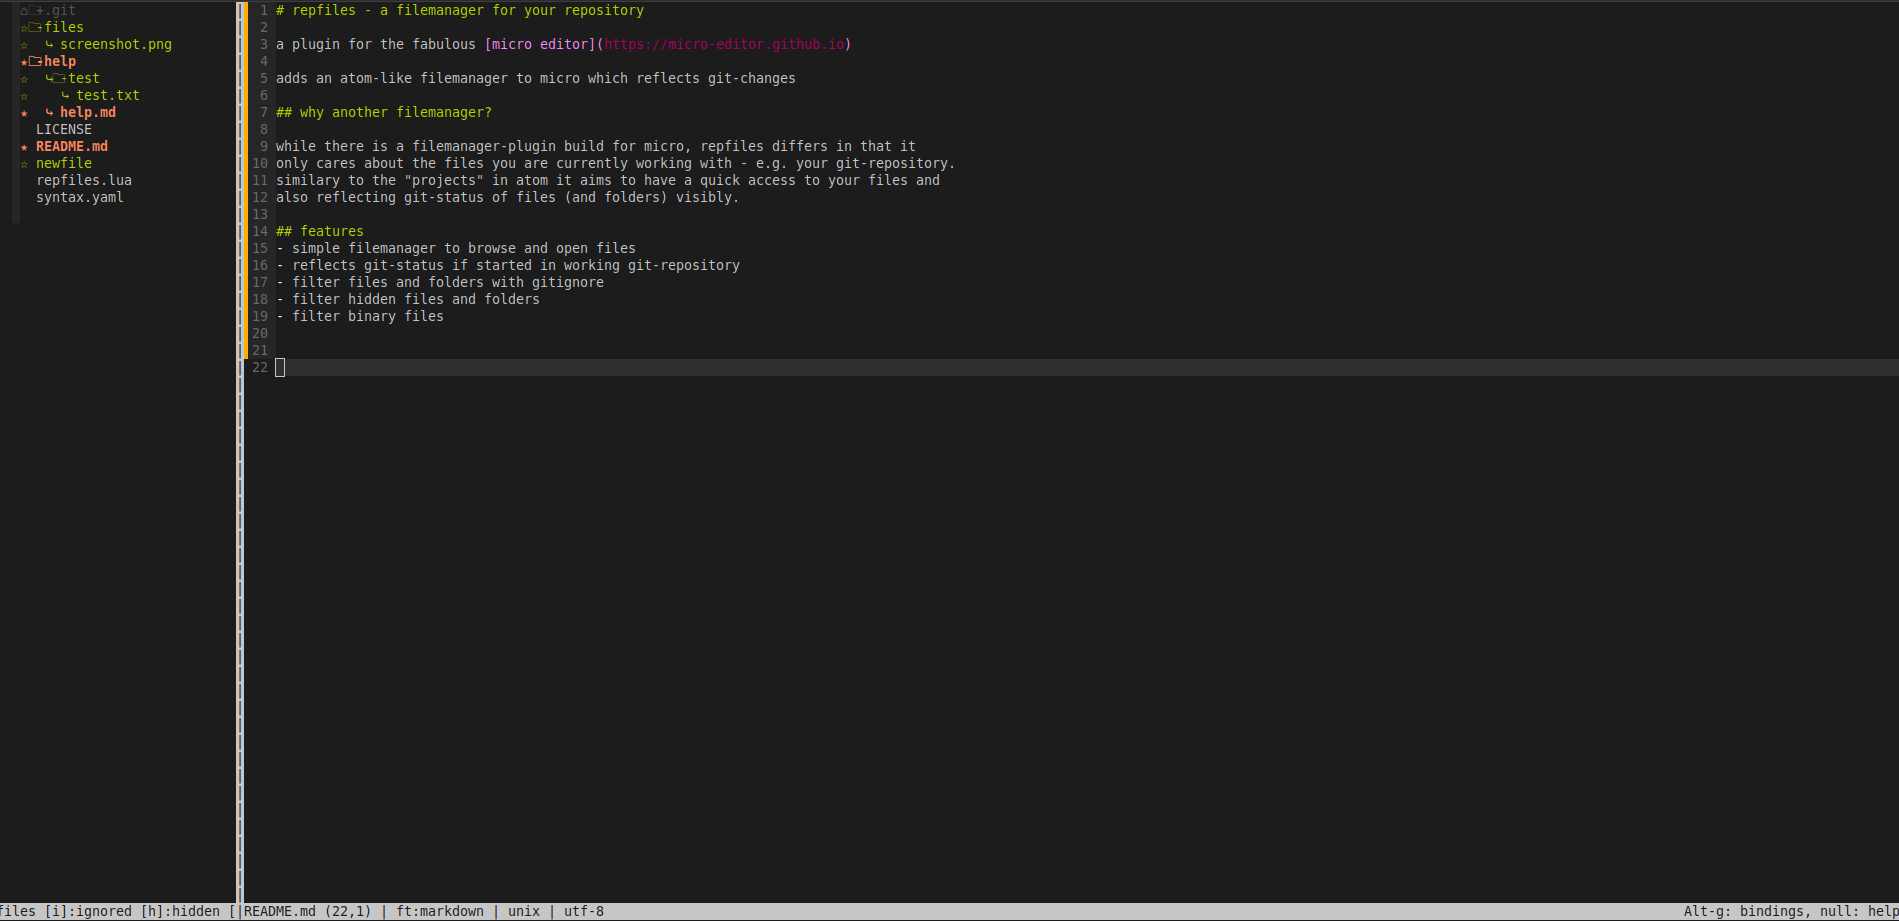 .git
files
screenshot.png
help
test
test.txt
help.md
LICENSE
README.md
newfile
repfiles.lua
syntax.yaml
1 # repfiles - a filemanager for your repository
2
3 a plugin for the fabulous [micro editor](https://micro-editor.github.io)
4
5 adds an atom-like filemanager to micro which reflects git-changes
6
7 ## why another filemanager?
8
9 while there is a filemanager-plugin build for micro, repfiles differs in that it
10 only cares about the files you are currently working with - e.g. your git-repository.
11 similary to the "projects" in atom it aims to have a quick access to your files and
12 also reflecting git-status of files (and folders) visibly.
13
14 ## features
15 - simple filemanager to browse and open files
16 - reflects git-status if started in working git-repository
17 - filter files and folders with gitignore
18 - filter hidden files and folders
19 - filter binary files
20
21
22
files [i]:ignored [h]:hidden [|README.md (22,1) | ft:markdown | unix | utf-8 Alt-g: bindings, null: help